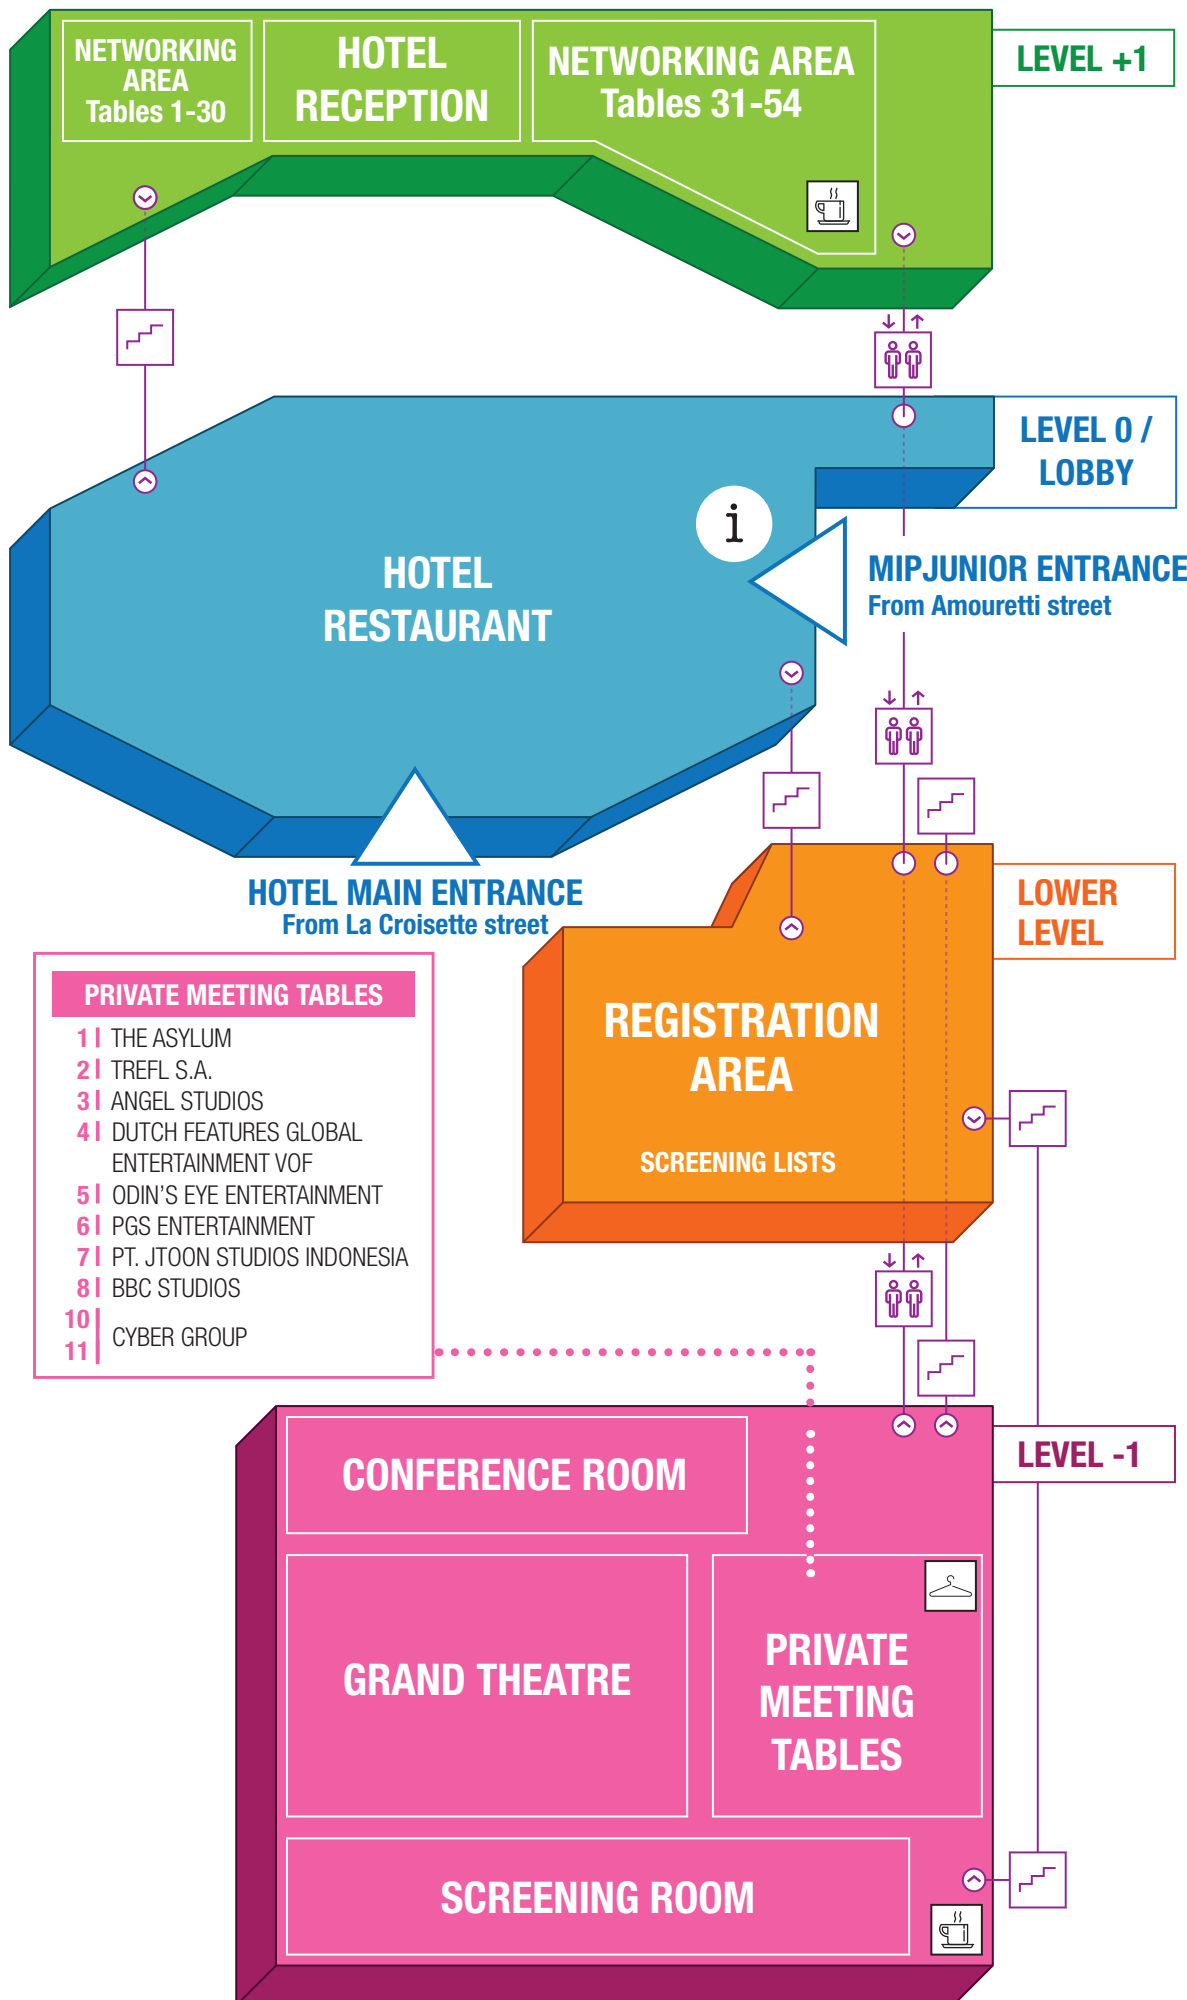 NETWORKING
AREA
Tables 1-30
HOTEL
RECEPTION
NETWORKING AREA
Tables 31-54
LEVEL +1
LEVEL 0 /
LOBBY
i
HOTEL
RESTAURANT
MIPJUNIOR ENTRANCE
From Amouretti street
HOTEL MAIN ENTRANCE
From La Croisette street
LOWER
LEVEL
REGISTRATION
AREA
SCREENING LISTS
PRIVATE MEETING TABLES
1 THE ASYLUM
2 TREFL S.A.
3 ANGEL STUDIOS
4 DUTCH FEATURES GLOBAL
ENTERTAINMENT VOF
5 ODIN'S EYE ENTERTAINMENT
6 PGS ENTERTAINMENT
7 PT. JTOON STUDIOS INDONESIA
8 BBC STUDIOS
10
CYBER GROUP
11
LEVEL -1
CONFERENCE ROOM
GRAND THEATRE
PRIVATE
MEETING
TABLES
SCREENING ROOM